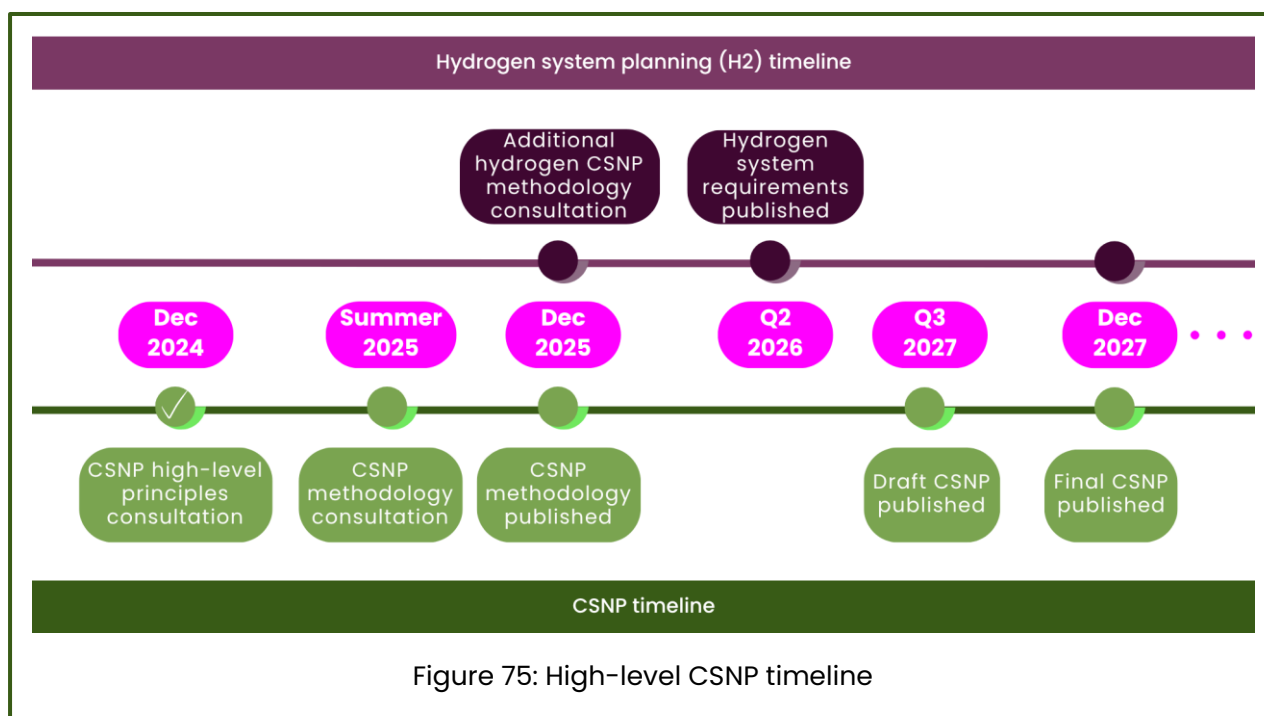 Hydrogen system planning (H2) timeline
Additional
hydrogen CSNP
methodology
consultation
Hydrogen
system
requirements
published
Dec
2024
Summer
2025
Dec
2025
Q2
2026
Q3
2027
Dec
2027
CSNP high-level
principles
consultation
CSNP
methodology
consultation
CSNP
methodology
published
Draft CSNP
published
Final CSNP
published
CSNP timeline
Figure 75: High-level CSNP timeline